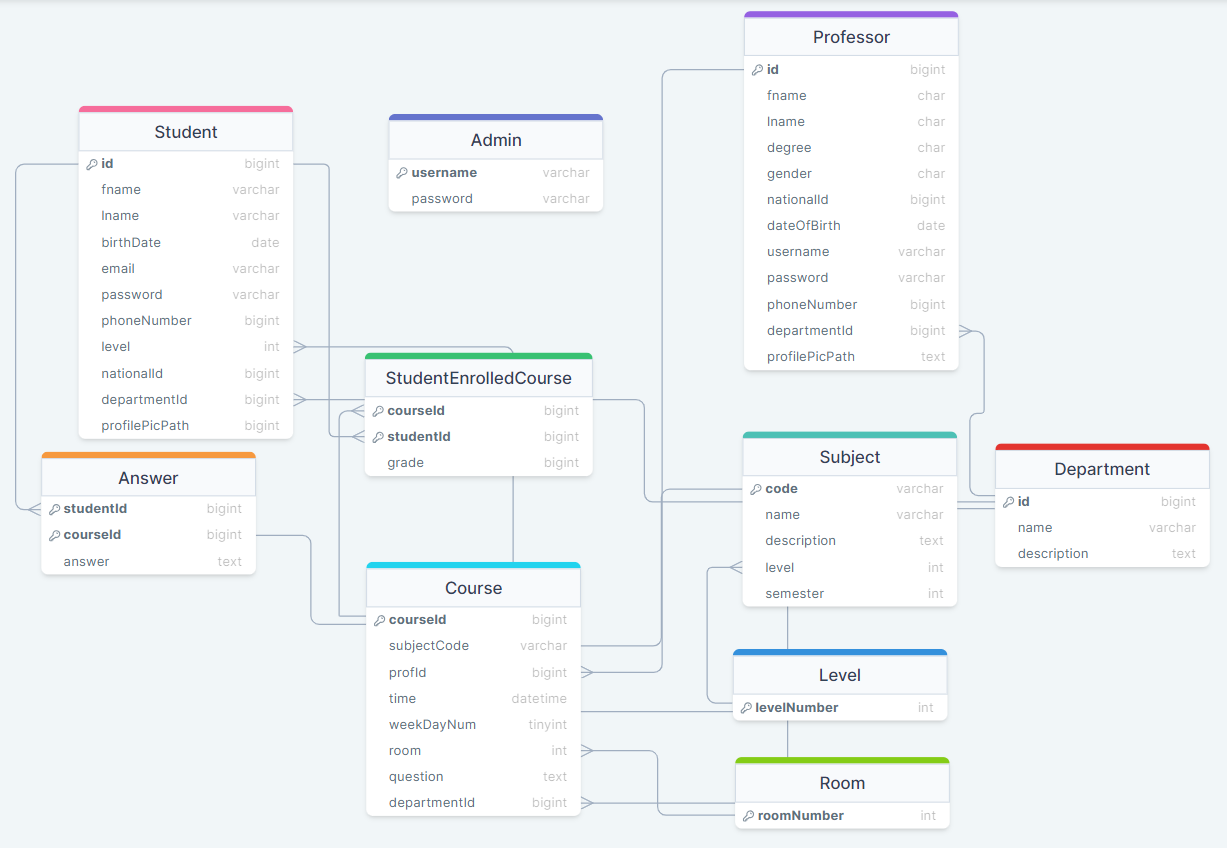 Professor
id bigint
fname char
lname char
degree char
gender char
nationalId bigint
dateOfBirth date
username varchar
password varchar
phoneNumber bigint
departmentId bigint
profilePicPath text
Student
id bigint
fname varchar
lname varchar
birthDate date
email varchar
password varchar
phoneNumber bigint
level int
nationalId bigint
departmentId bigint
profilePicPath bigint
Admin
username varchar
password varchar
StudentEnrolledCourse
courseId bigint
studentId bigint
grade bigint
Subject
code varchar
name varchar
description text
level int
semester int
Department
id bigint
name varchar
description text
Answer
studentId bigint
courseId bigint
answer text
Course
courseId bigint
subjectCode varchar
profId bigint
time datetime
weekDayNum tinyint
room int
question text
departmentId bigint
Level
levelNumber int
Room
roomNumber int